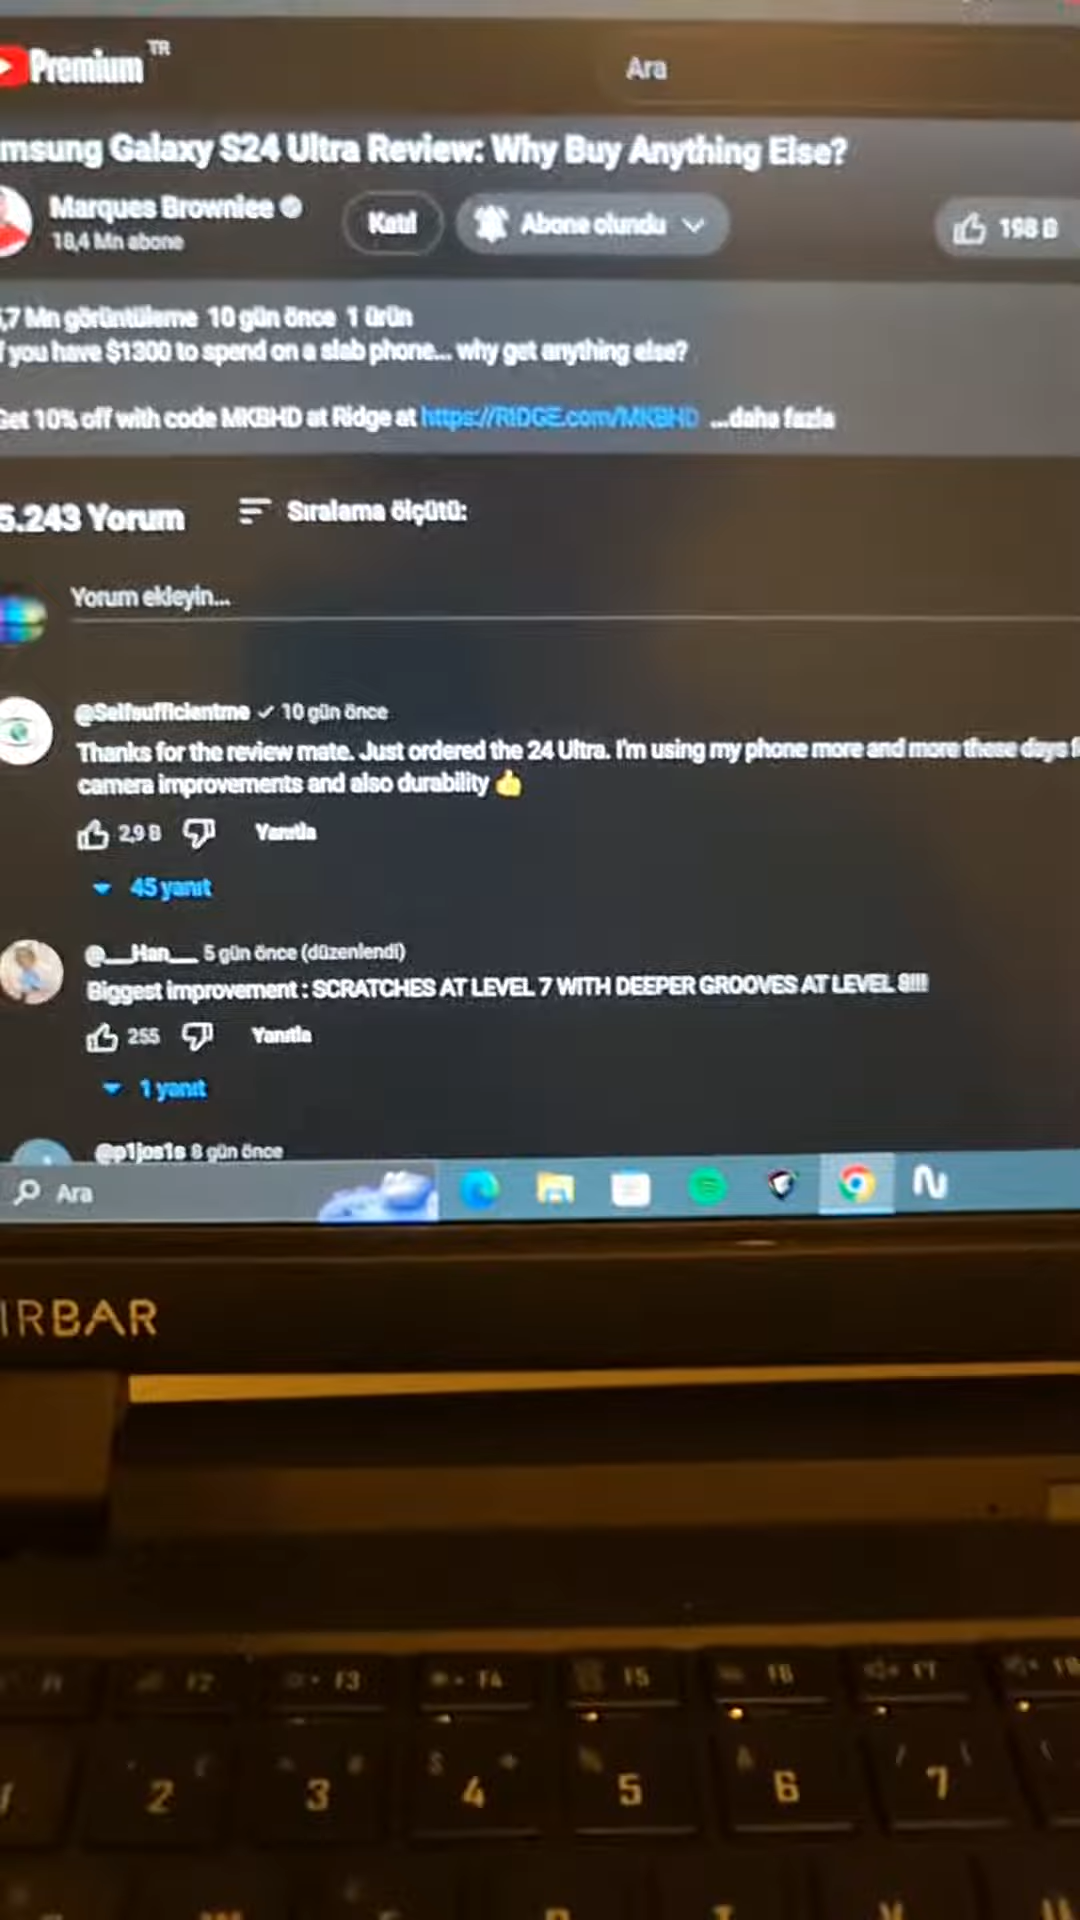 Premium TR
Ara
msung Galaxy S24 Ultra Review: Why Buy Anything Else?
Marques Brownlee
18,4 Mn abone
Katıl
Abone olundu
198 B
,7 Mn görüntüleme 10 gün önce 1 ürün
f you have $1300 to spend on a slab phone... why get anything else?
Get 10% off with code MKBHD at Ridge at https://RIDGE.com/MKBHD ...daha fazla
5.243 Yorum
Sıralama ölçütü:
Yorum ekleyin...
@Selfsufficientme 10 gün önce
Thanks for the review mate. Just ordered the 24 Ultra. I'm using my phone more and more these days f
camera improvements and also durability 👍
2,9 B Yanıtla
45 yanıt
@__Han__ 5 gün önce (düzenlendi)
Biggest improvement : SCRATCHES AT LEVEL 7 WITH DEEPER GROOVES AT LEVEL 8!!!
255 Yanıtla
1 yanıt
@p1jos1s 8 gün önce
Ara
IRBAR
F2 F3 F4 F5 F6 F7 F8
2 3 4 5 6 7